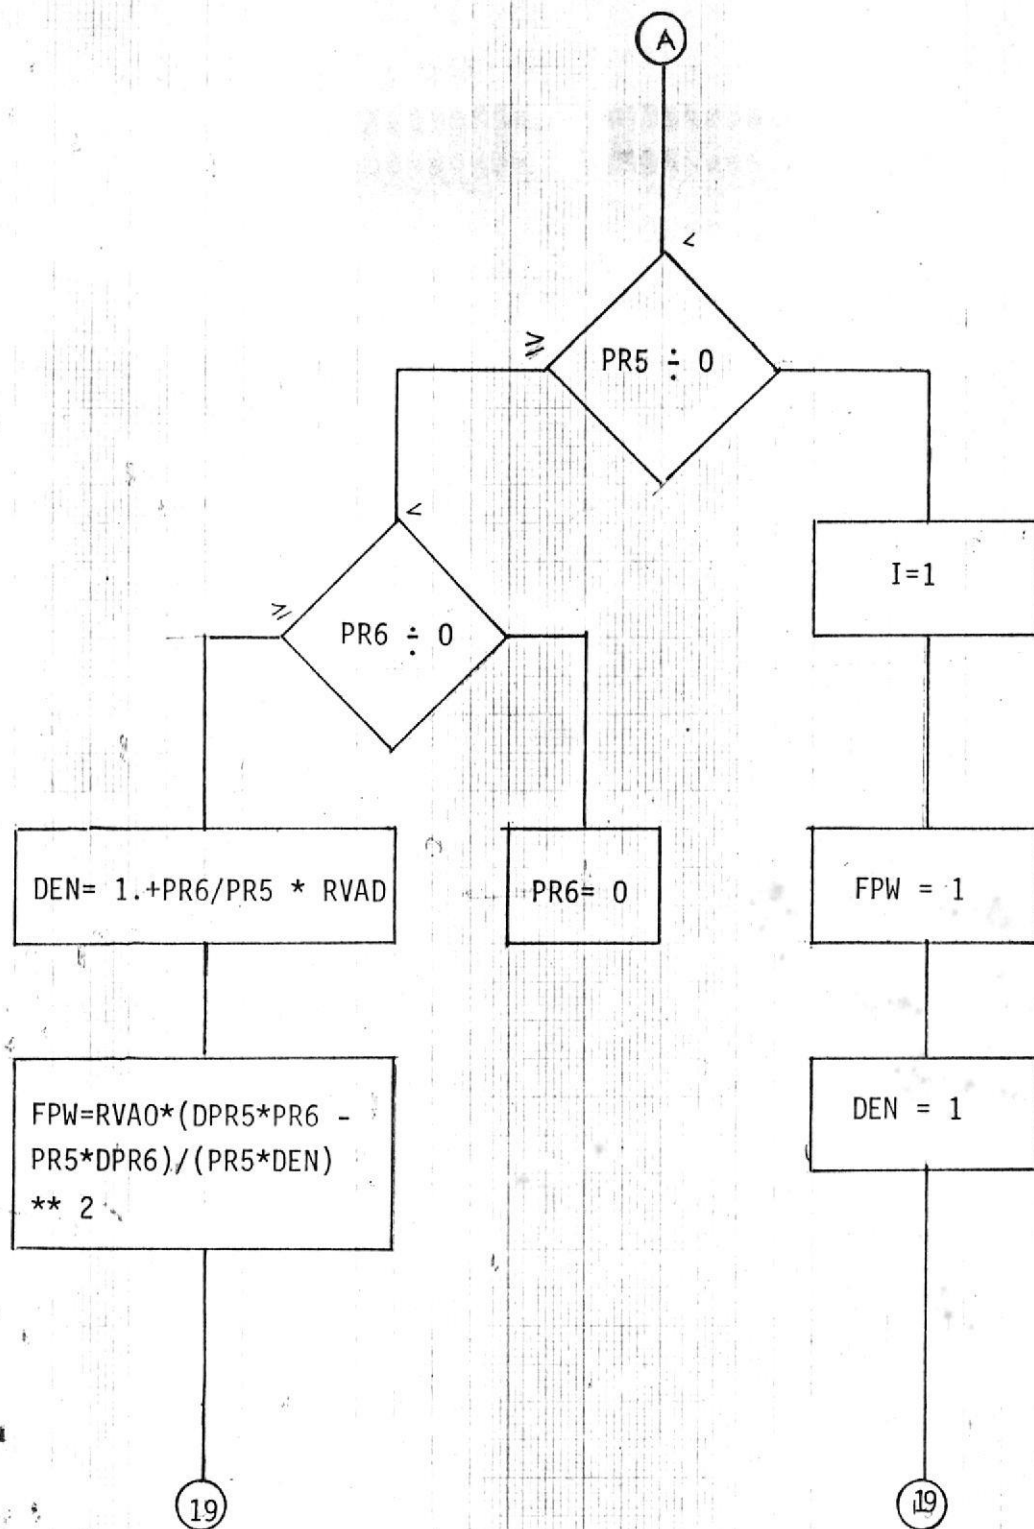 A
<
≥
PR5 ÷ 0
<
≥
PR6 ÷ 0
I=1
DEN= 1.+PR6/PR5 * RVAD
PR6= 0
FPW = 1
FPW=RVAO*(DPR5*PR6 -
PR5*DPR6)/(PR5*DEN)
** 2
DEN = 1
19
19